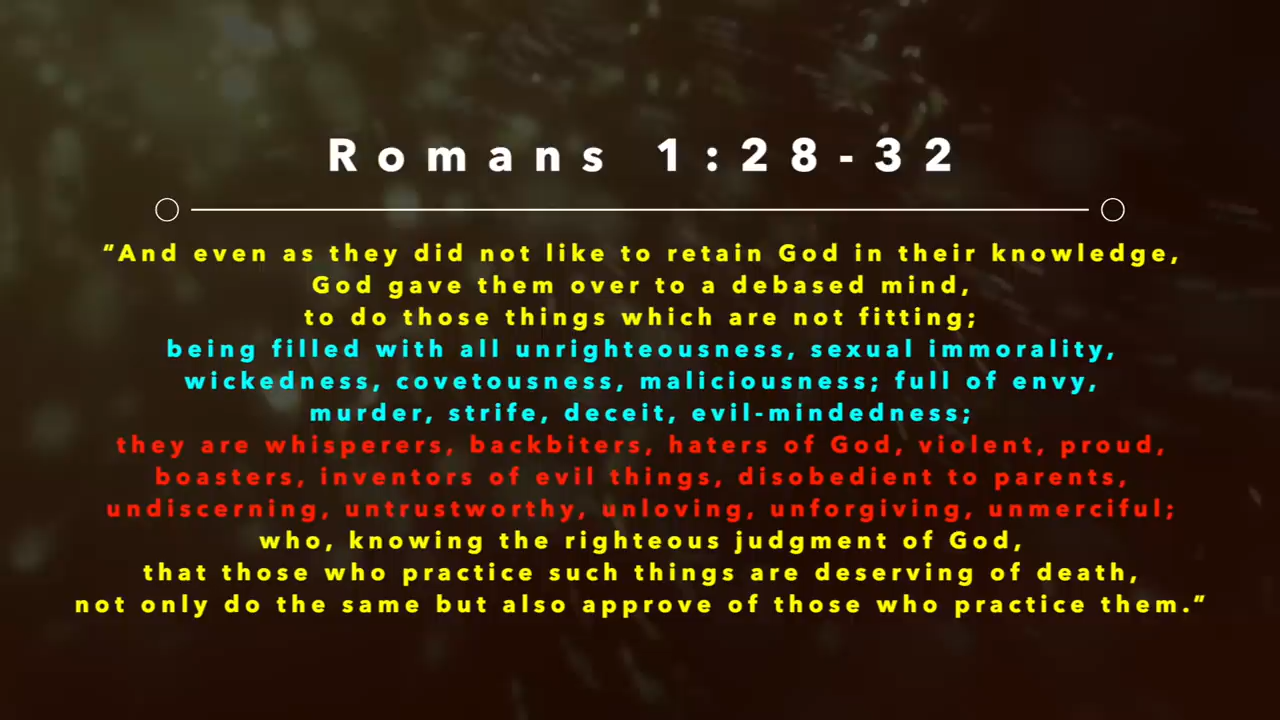 Romans 1:28-32
“And even as they did not like to retain God in their knowledge,
God gave them over to a debased mind,
to do those things which are not fitting;
being filled with all unrighteousness, sexual immorality,
wickedness, covetousness, maliciousness; full of envy,
murder, strife, deceit, evil-mindedness;
they are whisperers, backbiters, haters of God, violent, proud,
boasters, inventors of evil things, disobedient to parents,
undiscerning, untrustworthy, unloving, unforgiving, unmerciful;
who, knowing the righteous judgment of God,
that those who practice such things are deserving of death,
not only do the same but also approve of those who practice them.”